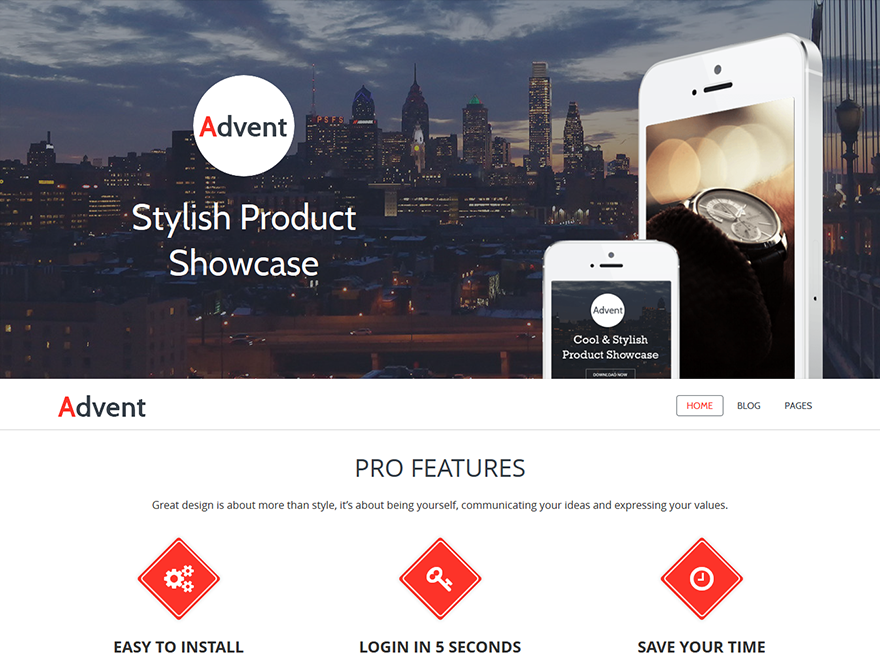 Advent
PSFS
Stylish Product
Showcase
Advent
Cool & Stylish
Product Showcase
DOWNLOAD NOW
Advent
HOME
BLOG
PAGES
PRO FEATURES
Great design is about more than style, it's about being yourself, communicating your ideas and expressing your values.
EASY TO INSTALL
LOGIN IN 5 SECONDS
SAVE YOUR TIME